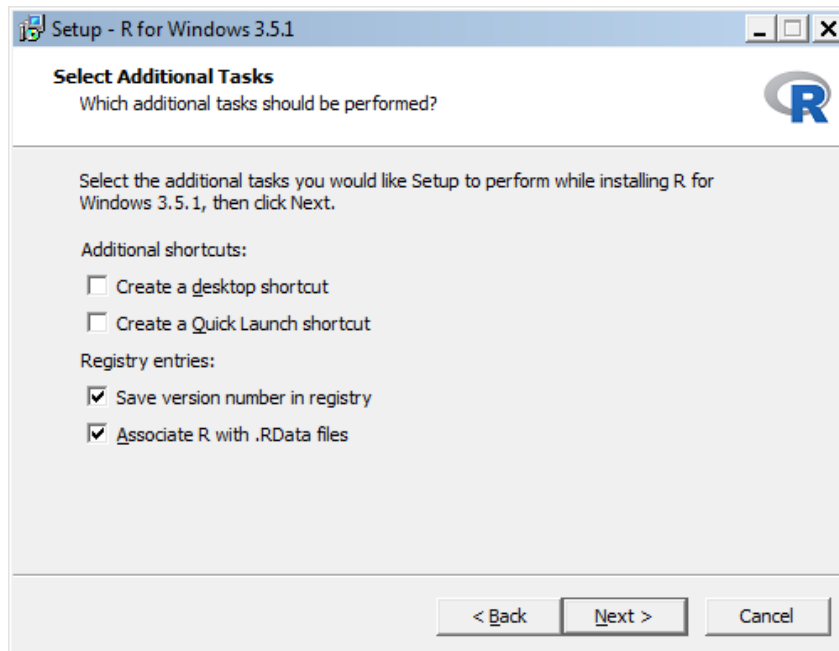 Setup - R for Windows 3.5.1
Select Additional Tasks
Which additional tasks should be performed?
R
Select the additional tasks you would like Setup to perform while installing R for
Windows 3.5.1, then click Next.
Additional shortcuts:
Create a desktop shortcut
Create a Quick Launch shortcut
Registry entries:
Save version number in registry
Associate R with .RData files
< Back
Next >
Cancel